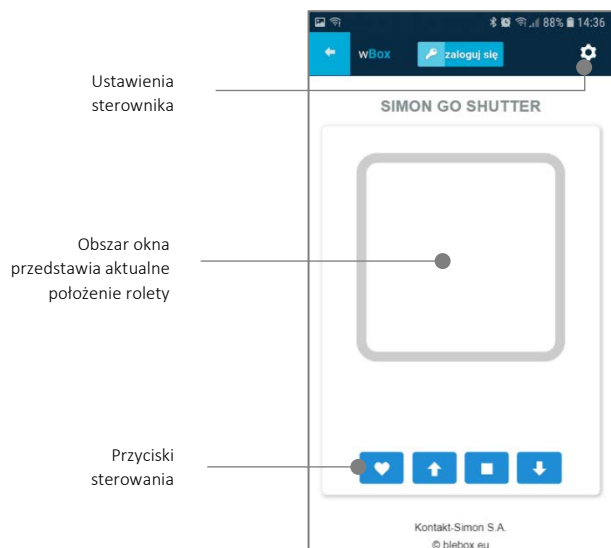 88% 14:36
wBox
zaloguj się
Ustawienia
sterownika
SIMON GO SHUTTER
Obszar okna
przedstawia aktualne
położenie rolety
Przyciski
sterowania
Kontakt-Simon S.A.
© blebox.eu